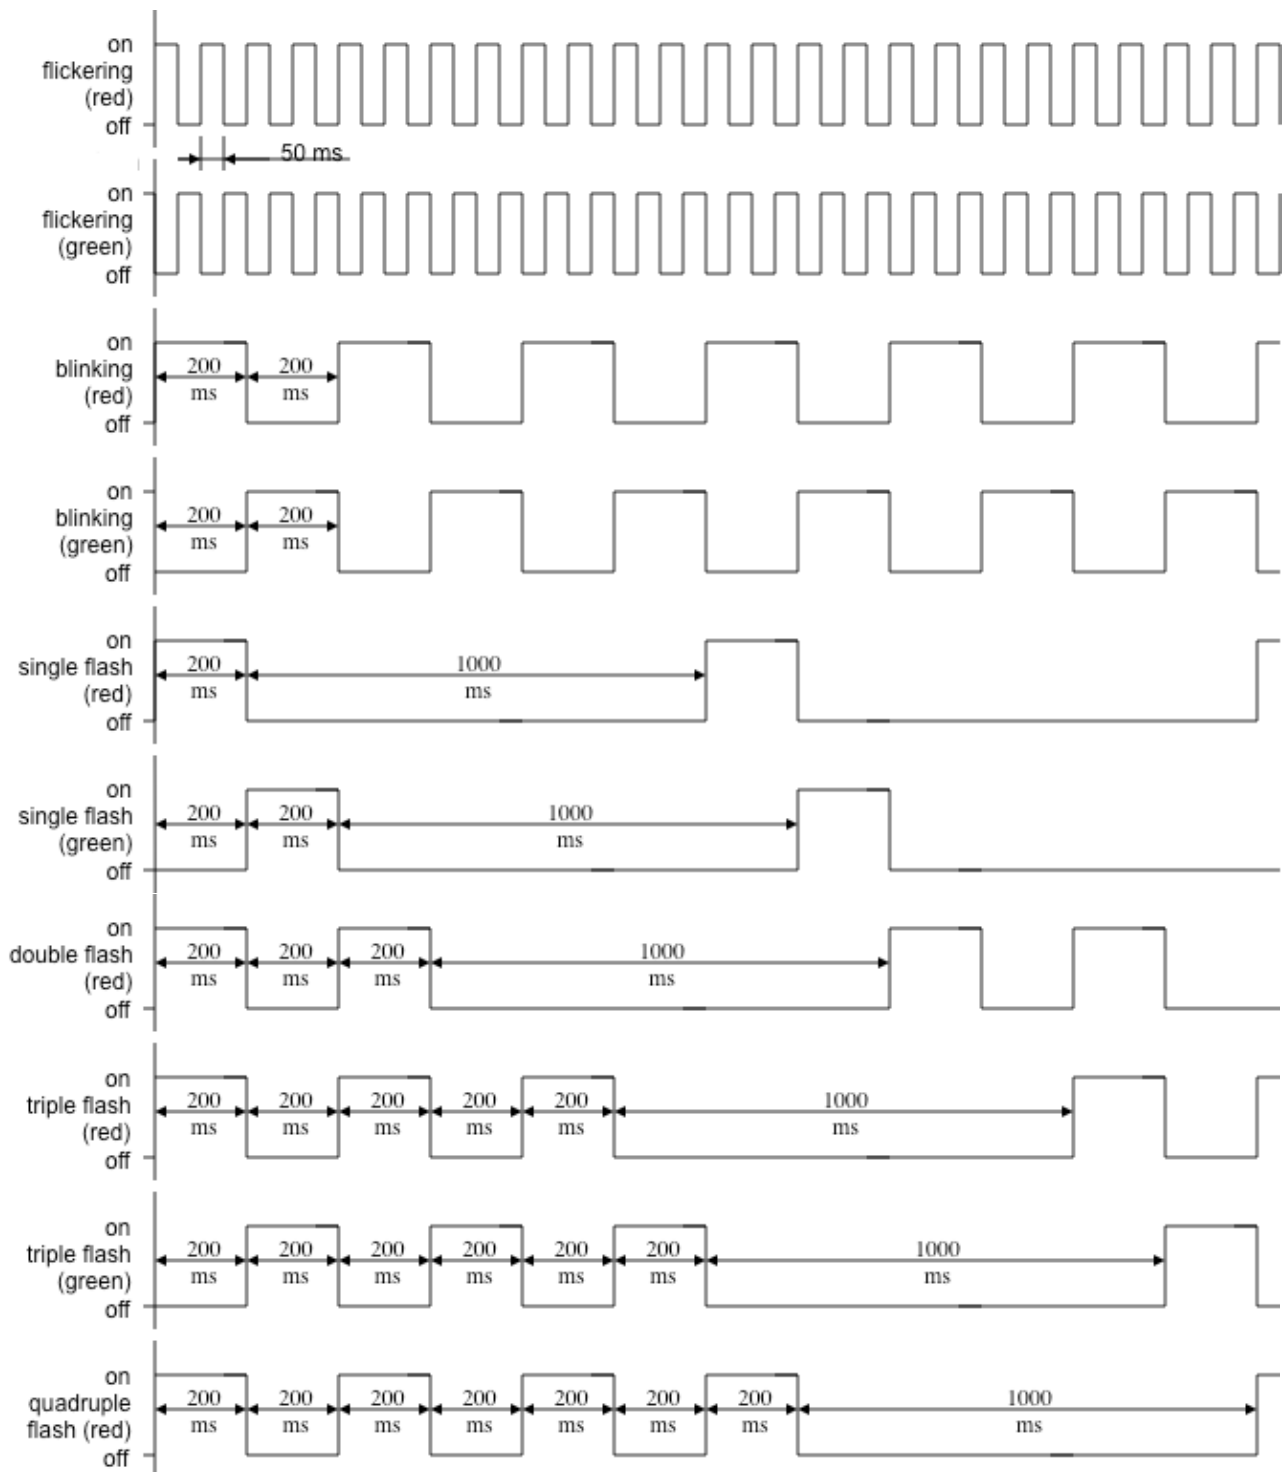 on
flickering
(red)
off
50 ms
on
flickering
(green)
off
on
blinking
(red)
off
200 200
ms ms
on
blinking
(green)
off
200 200
ms ms
on
single flash
(red)
off
200 1000
ms ms
on
single flash
(green)
off
200 200 1000
ms ms ms
on
double flash
(red)
off
200 200 200 1000
ms ms ms ms
on
triple flash
(red)
off
200 200 200 200 200 1000
ms ms ms ms ms ms
on
triple flash
(green)
off
200 200 200 200 200 200 1000
ms ms ms ms ms ms ms
on
quadruple
flash (red)
off
200 200 200 200 200 200 200 1000
ms ms ms ms ms ms ms ms